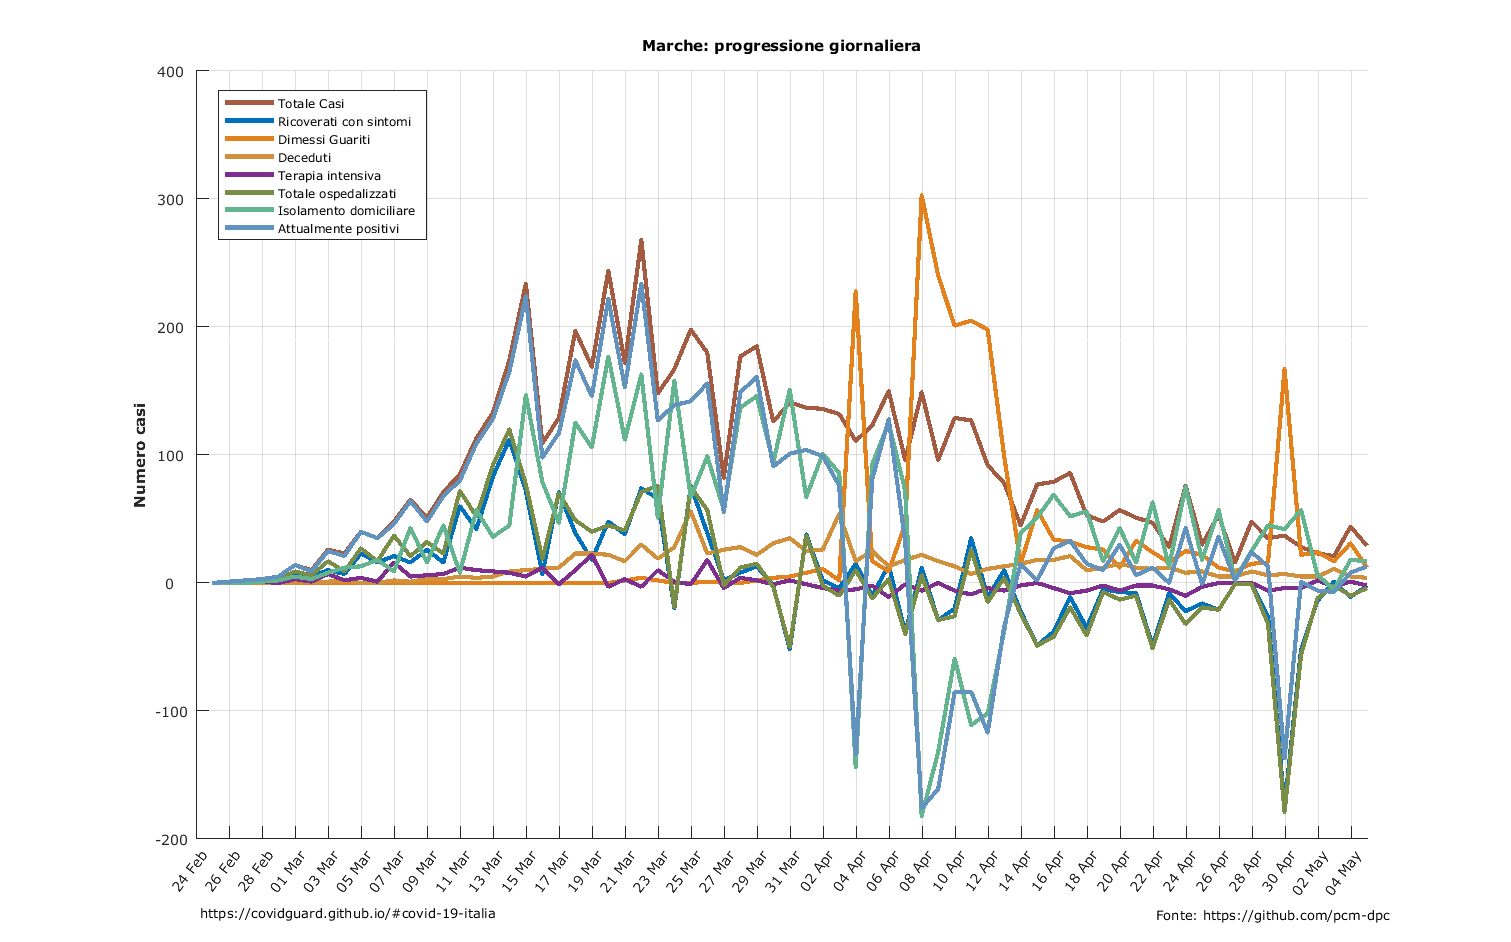 Marche: progressione giornaliera
400
300
200
100
0
-100
-200
Numero casi
Totale Casi
Ricoverati con sintomi
Dimessi Guariti
Deceduti
Terapia intensiva
Totale ospedalizzati
Isolamento domiciliare
Attualmente positivi
24 Feb
26 Feb
28 Feb
01 Mar
03 Mar
05 Mar
07 Mar
09 Mar
11 Mar
13 Mar
15 Mar
17 Mar
19 Mar
21 Mar
23 Mar
25 Mar
27 Mar
29 Mar
31 Mar
02 Apr
04 Apr
06 Apr
08 Apr
10 Apr
12 Apr
14 Apr
16 Apr
18 Apr
20 Apr
22 Apr
24 Apr
26 Apr
28 Apr
30 Apr
02 May
04 May
https://covidguard.github.io/#covid-19-italia
Fonte: https://github.com/pcm-dpc